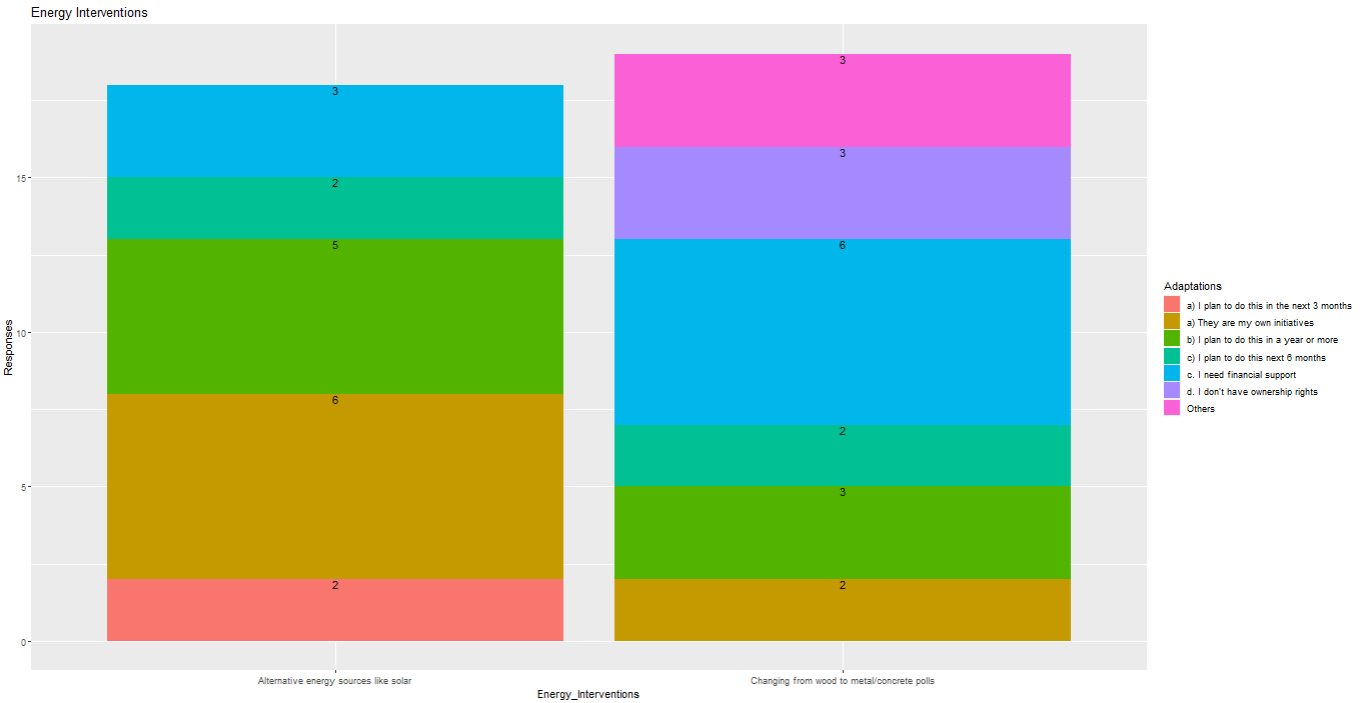 Energy Interventions
3
3
2
3
5
6
15
2
10
6
3
5
2
2
0
Responses
Alternative energy sources like solar
Changing from wood to metal/concrete polls
Energy_Interventions
Adaptations
a) I plan to do this in the next 3 months
a) They are my own initiatives
b) I plan to do this in a year or more
c) I plan to do this next 6 months
c. I need financial support
d. I don't have ownership rights
Others